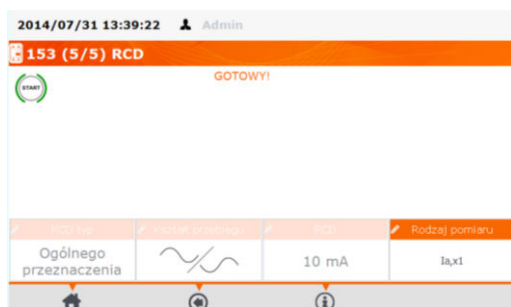 2014/07/31 13:39:22 Admin
153 (5/5) RCD
GOTOWY!
START
RCD typ Kształt przebiegu RCD Rodzaj pomiaru
Ogólnego
przeznaczenia
10 mA
Ia,x1